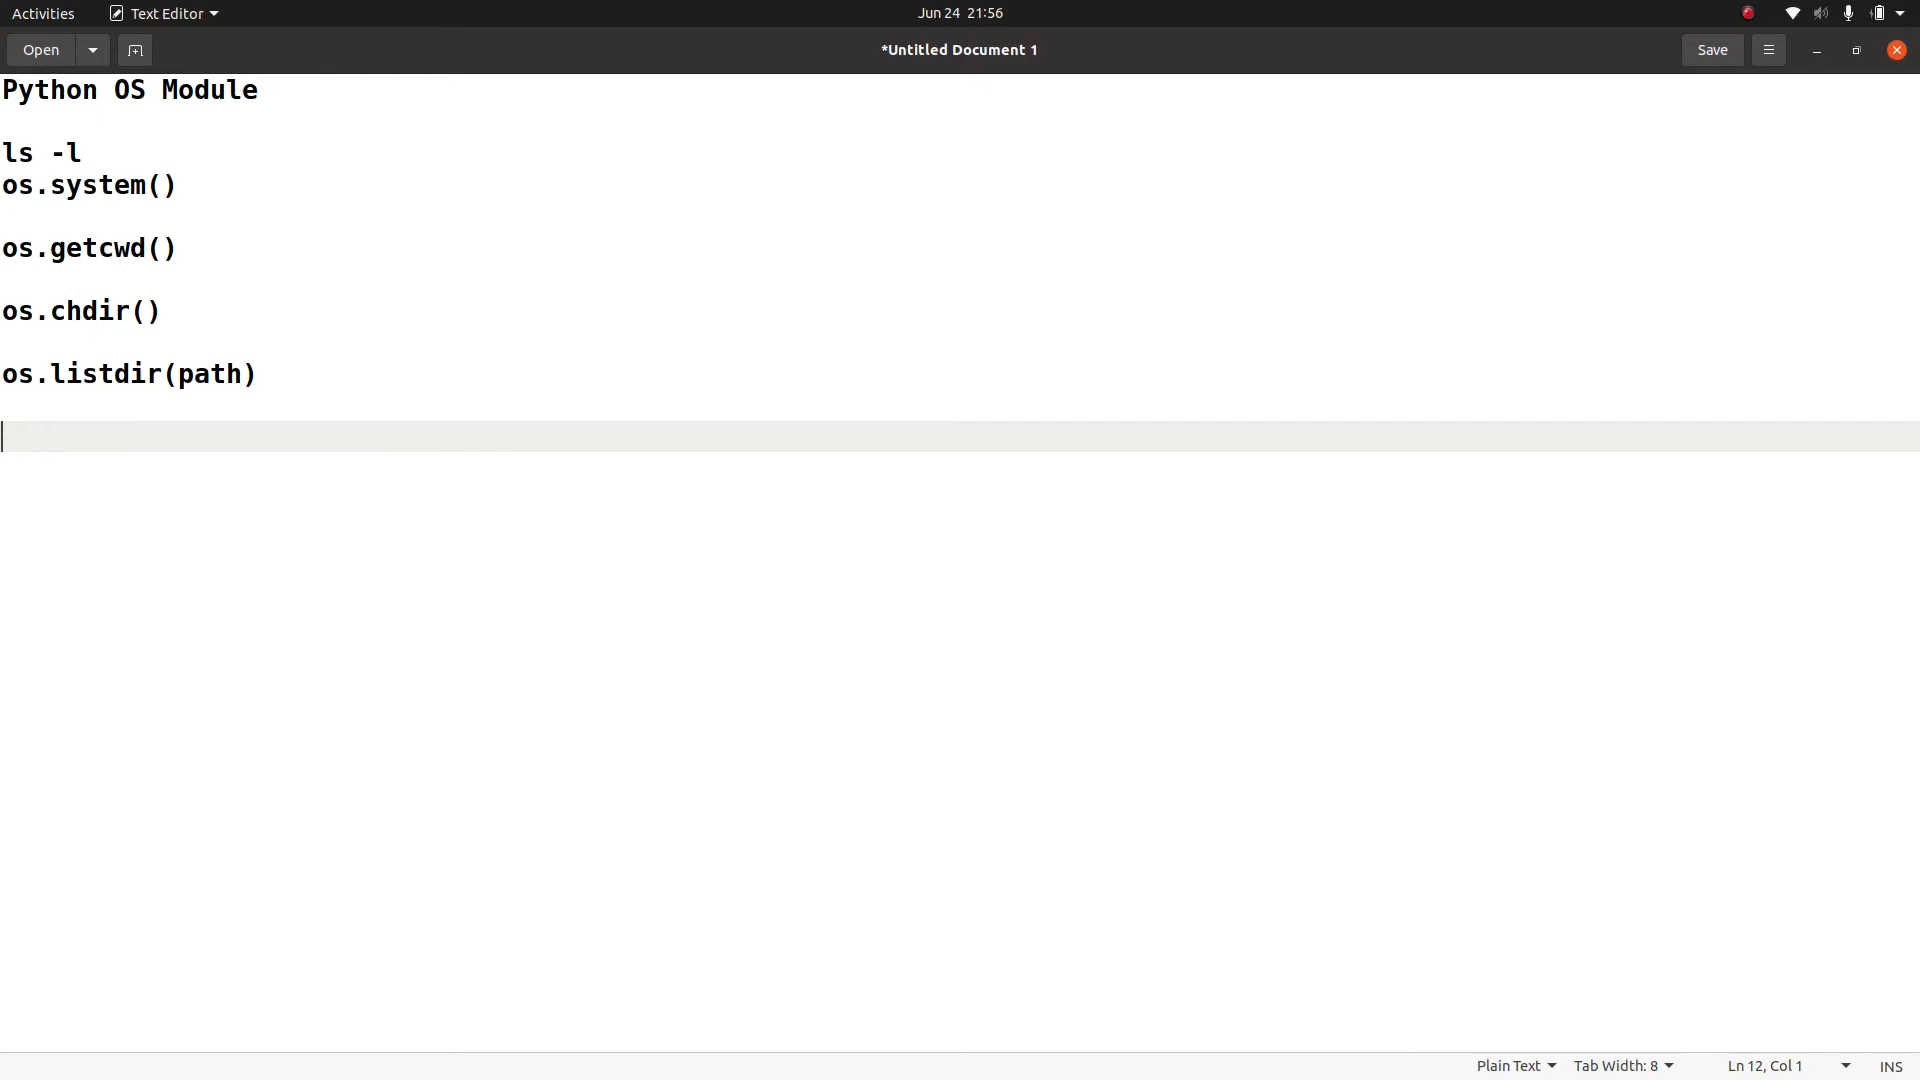 Activities Text Editor Jun 24 21:56
Open *Untitled Document 1 Save
Python OS Module
ls -l
os.system()
os.getcwd()
os.chdir()
os.listdir(path)
Plain Text Tab Width: 8 Ln 12, Col 1 INS